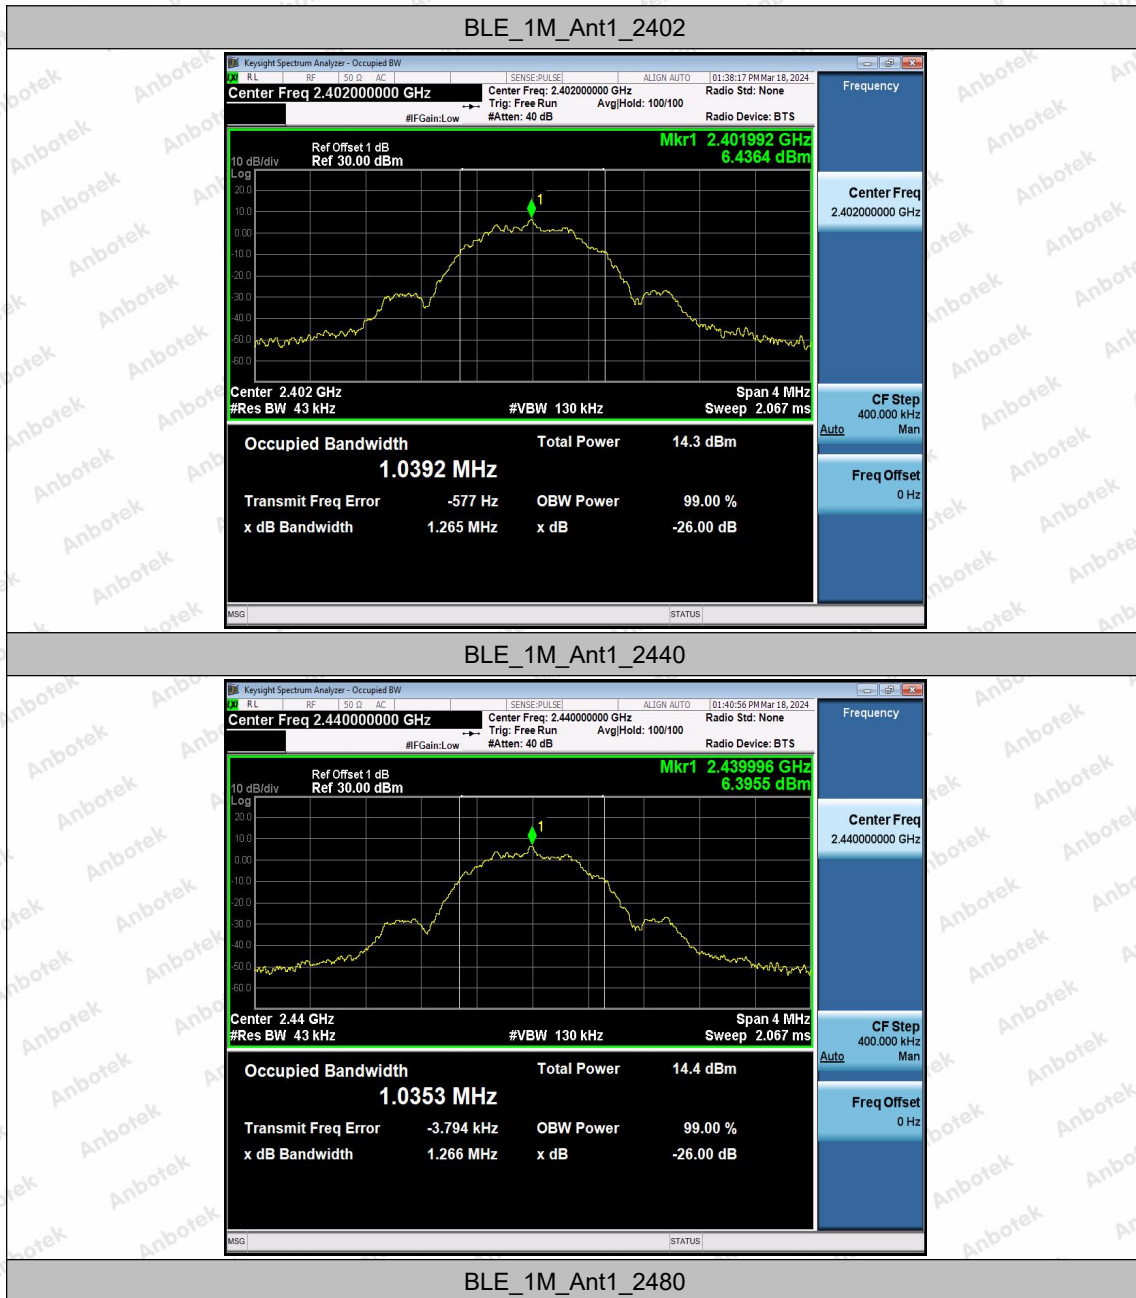 BLE_1M_Ant1_2402
Keysight Spectrum Analyzer - Occupied BW
LXI RL RF 50 Ω AC SENSE:PULSE ALIGN AUTO 01:38:17 PM Mar 18, 2024
Center Freq 2.402000000 GHz Center Freq: 2.402000000 GHz Radio Std: None
Trig: Free Run Avg|Hold: 100/100
#IFGain:Low #Atten: 40 dB Radio Device: BTS
Frequency
Mkr1 2.401992 GHz
6.4364 dBm
Ref Offset 1 dB
10 dB/div Ref 30.00 dBm
Log
20.0
10.0
0.00
-10.0
-20.0
-30.0
-40.0
-50.0
-60.0
1
Center 2.402 GHz Span 4 MHz
#Res BW 43 kHz #VBW 130 kHz Sweep 2.067 ms
Center Freq
2.402000000 GHz
CF Step
400.000 kHz
Auto Man
Freq Offset
0 Hz
Occupied Bandwidth Total Power 14.3 dBm
1.0392 MHz
Transmit Freq Error -577 Hz OBW Power 99.00 %
x dB Bandwidth 1.265 MHz x dB -26.00 dB
MSG STATUS
BLE_1M_Ant1_2440
Keysight Spectrum Analyzer - Occupied BW
LXI RL RF 50 Ω AC SENSE:PULSE ALIGN AUTO 01:40:56 PM Mar 18, 2024
Center Freq 2.440000000 GHz Center Freq: 2.440000000 GHz Radio Std: None
Trig: Free Run Avg|Hold: 100/100
#IFGain:Low #Atten: 40 dB Radio Device: BTS
Frequency
Mkr1 2.439996 GHz
6.3955 dBm
Ref Offset 1 dB
10 dB/div Ref 30.00 dBm
Log
20.0
10.0
0.00
-10.0
-20.0
-30.0
-40.0
-50.0
-60.0
1
Center 2.44 GHz Span 4 MHz
#Res BW 43 kHz #VBW 130 kHz Sweep 2.067 ms
Center Freq
2.440000000 GHz
CF Step
400.000 kHz
Auto Man
Freq Offset
0 Hz
Occupied Bandwidth Total Power 14.4 dBm
1.0353 MHz
Transmit Freq Error -3.794 kHz OBW Power 99.00 %
x dB Bandwidth 1.266 MHz x dB -26.00 dB
MSG STATUS
BLE_1M_Ant1_2480
Anbotek